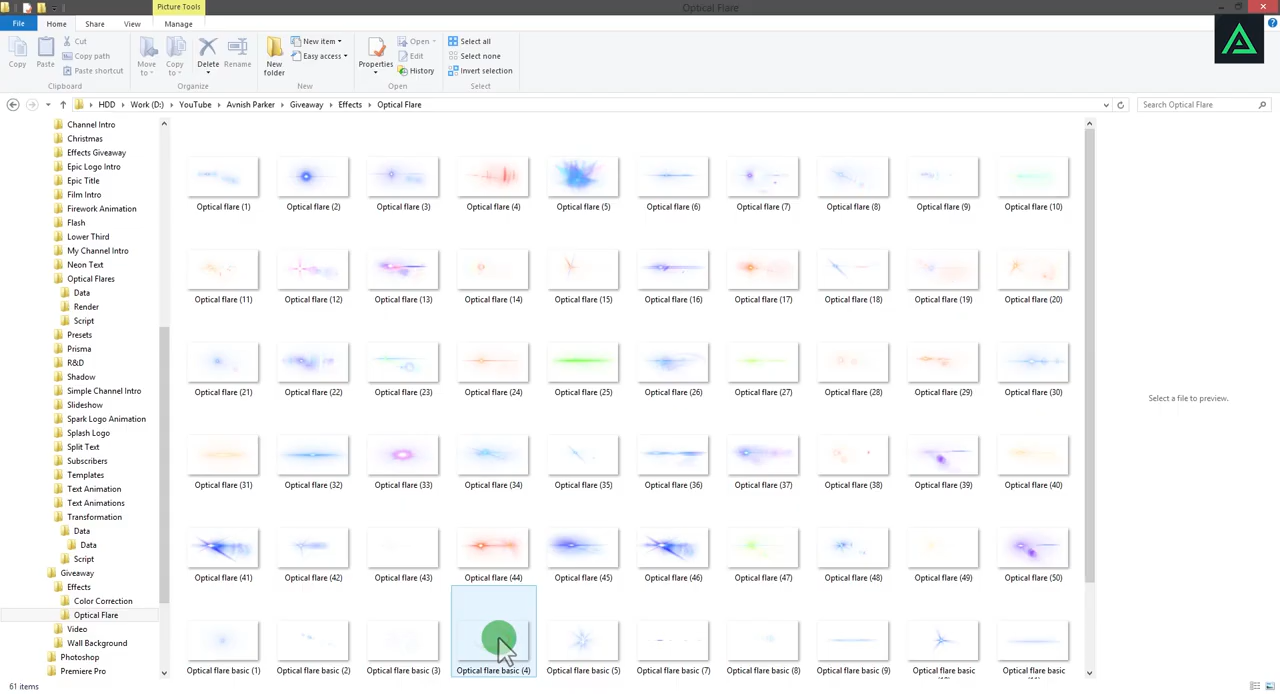 Picture Tools
Optical Flare
File Home Share View Manage
Copy
Paste
Cut
Copy path
Paste shortcut
Clipboard
Move to
Copy to
Delete
Rename
Organize
New folder
New item
Easy access
New
Properties
Open
Edit
History
Open
Select all
Select none
Invert selection
Select
HDD Work (D:) YouTube Avnish Parker Giveaway Effects Optical Flare
Search Optical Flare
Channel Intro
Christmas
Effects Giveaway
Epic Logo Intro
Epic Title
Film Intro
Firework Animation
Flash
Lower Third
My Channel Intro
Neon Text
Optical Flares
Data
Render
Script
Presets
Prisma
R&D
Shadow
Simple Channel Intro
Slideshow
Spark Logo Animation
Splash Logo
Split Text
Subscribers
Templates
Text Animation
Text Animations
Transformation
Data
Data
Script
Giveaway
Effects
Color Correction
Optical Flare
Video
Wall Background
Photoshop
Premiere Pro
Optical flare (1) Optical flare (2) Optical flare (3) Optical flare (4) Optical flare (5) Optical flare (6) Optical flare (7) Optical flare (8) Optical flare (9) Optical flare (10)
Optical flare (11) Optical flare (12) Optical flare (13) Optical flare (14) Optical flare (15) Optical flare (16) Optical flare (17) Optical flare (18) Optical flare (19) Optical flare (20)
Optical flare (21) Optical flare (22) Optical flare (23) Optical flare (24) Optical flare (25) Optical flare (26) Optical flare (27) Optical flare (28) Optical flare (29) Optical flare (30)
Optical flare (31) Optical flare (32) Optical flare (33) Optical flare (34) Optical flare (35) Optical flare (36) Optical flare (37) Optical flare (38) Optical flare (39) Optical flare (40)
Optical flare (41) Optical flare (42) Optical flare (43) Optical flare (44) Optical flare (45) Optical flare (46) Optical flare (47) Optical flare (48) Optical flare (49) Optical flare (50)
Optical flare basic (1) Optical flare basic (2) Optical flare basic (3) Optical flare basic (4) Optical flare basic (5) Optical flare basic (7) Optical flare basic (8) Optical flare basic (9) Optical flare basic Optical flare basic
Select a file to preview.
61 items